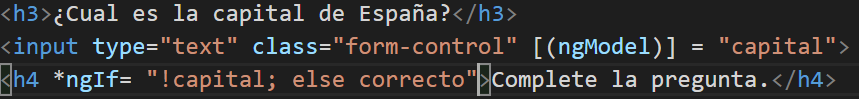 <h3>¿Cual es la capital de España?</h3>
<input type="text" class="form-control" [(ngModel)] = "capital">
<h4 *ngIf= "!capital; else correcto">Complete la pregunta.</h4>